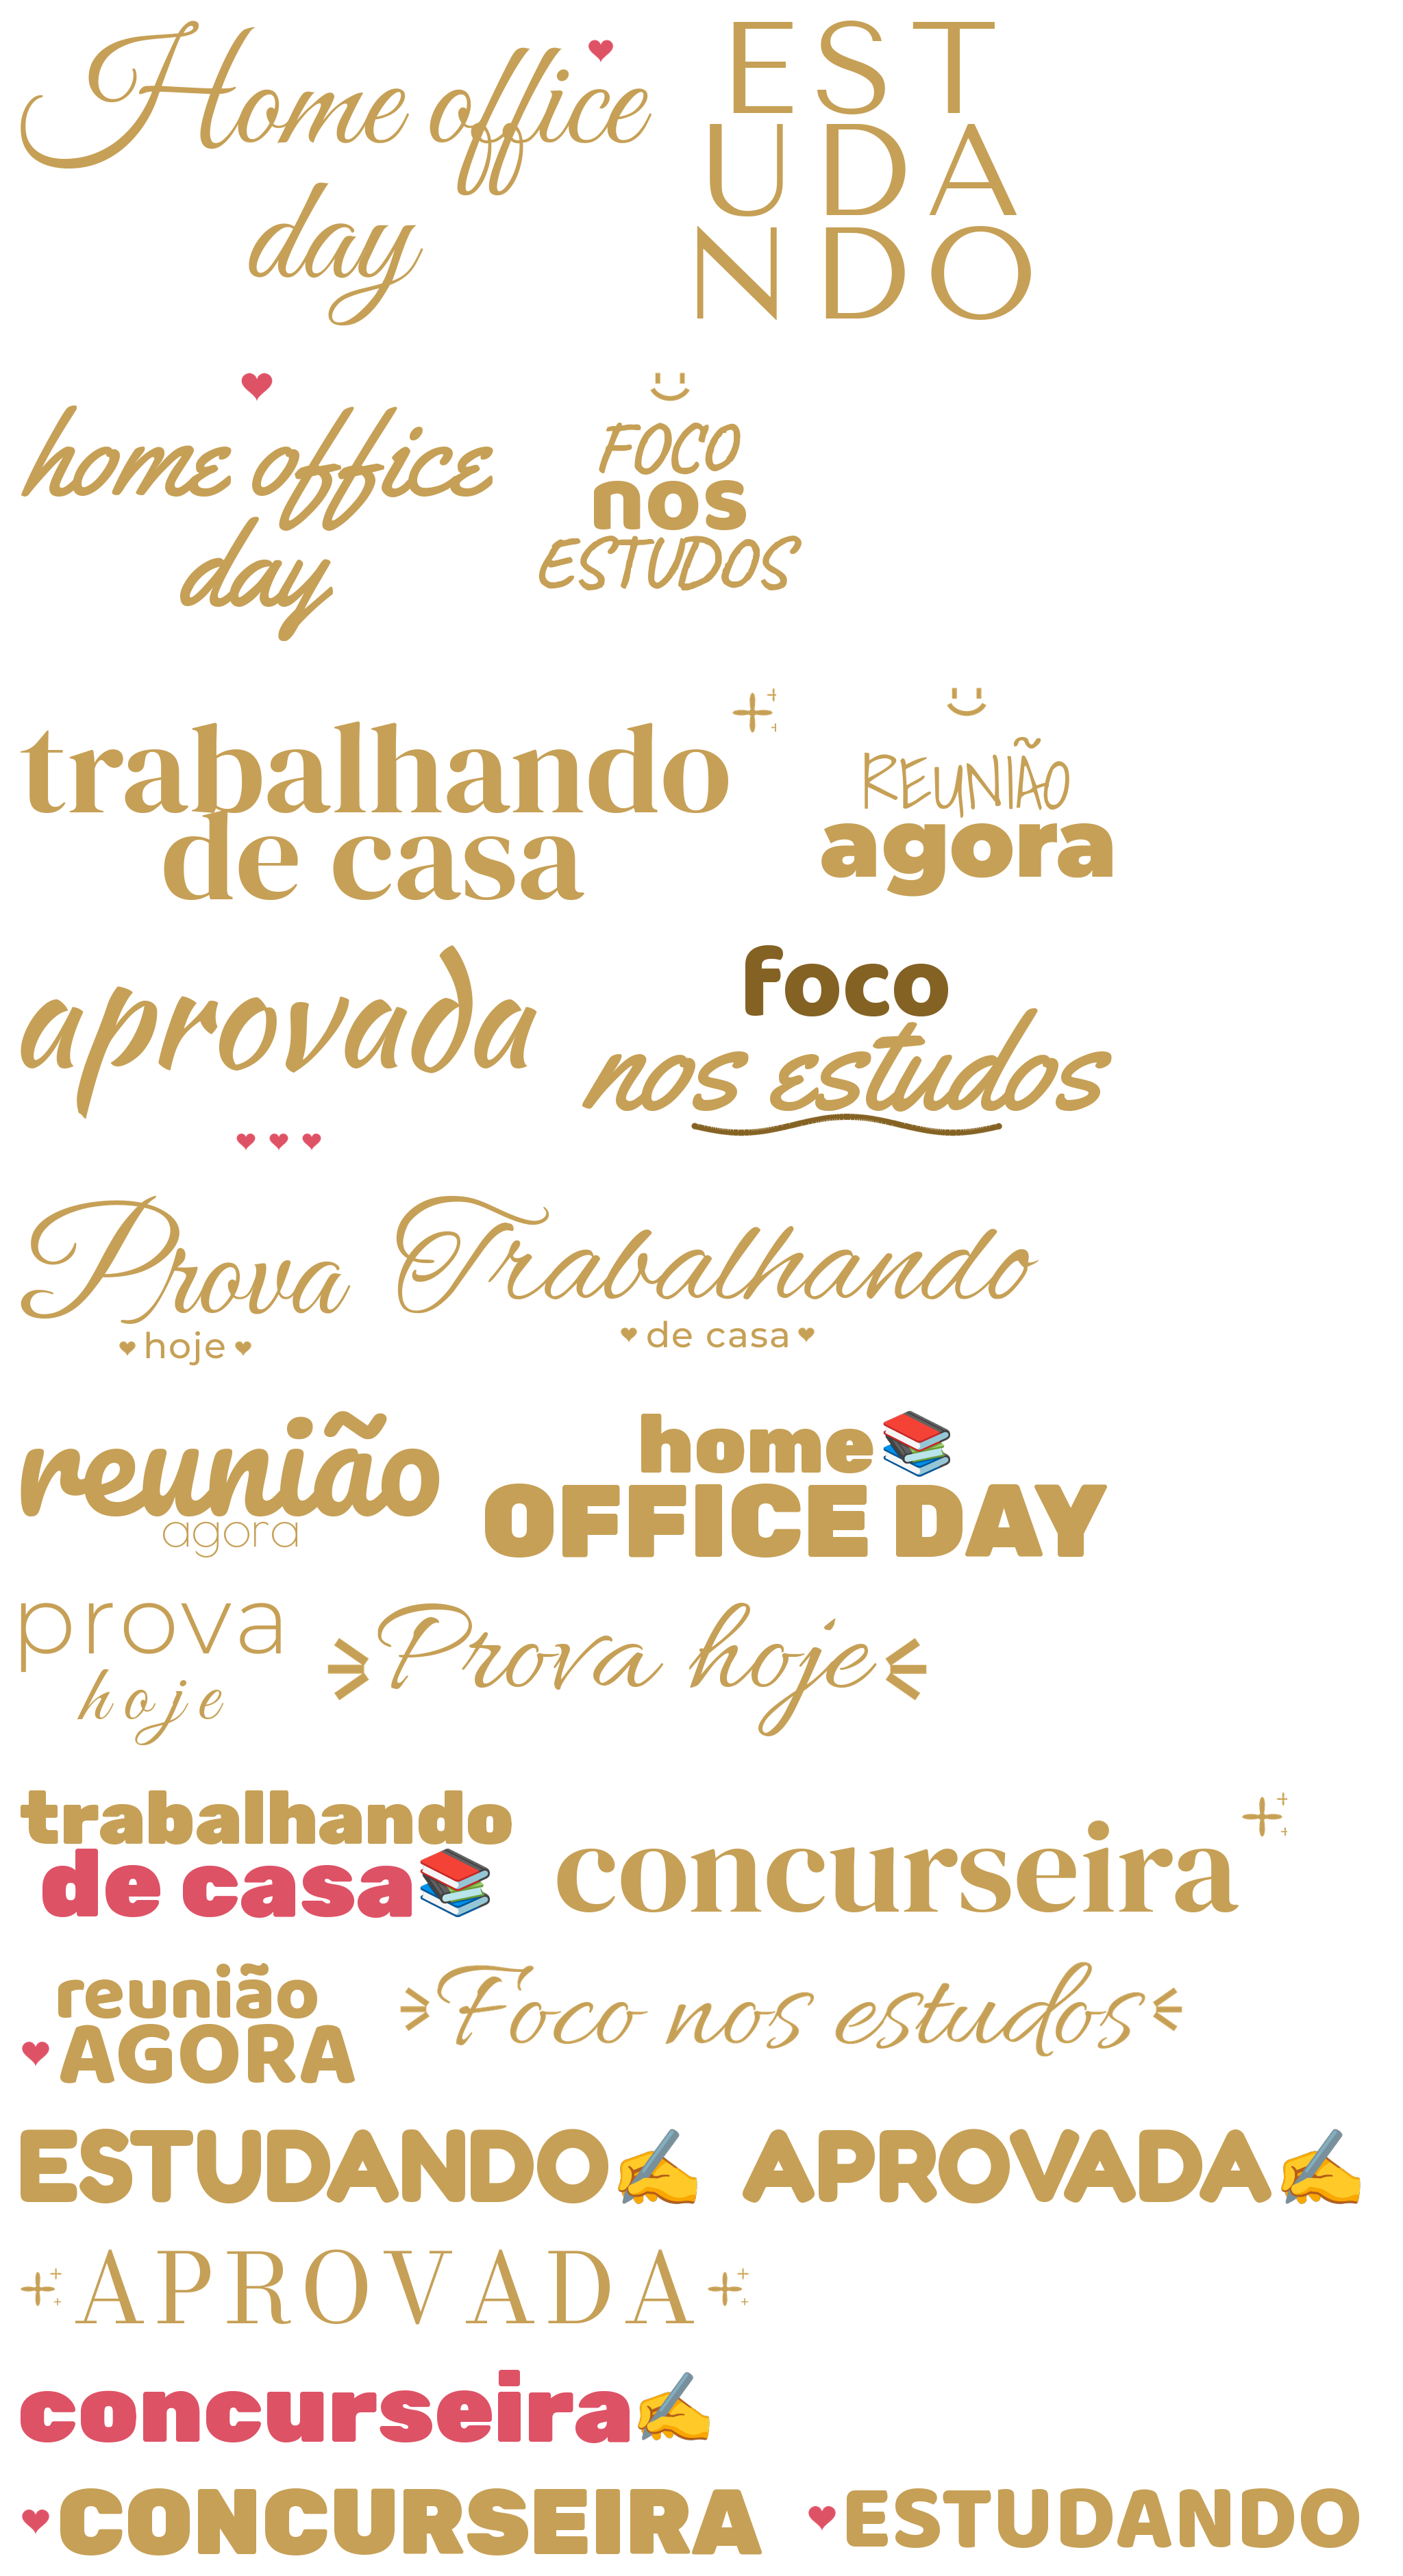 Home office
day
EST
UDA
NDO
home office
day
FOCO
nos
ESTUDOS
trabalhando
de casa
REUNIÃO
agora
aprovada
foco
nos estudos
Prova
hoje
Trabalhando
de casa
reunião
agora
home
OFFICE DAY
prova
hoje
Prova hoje
trabalhando
de casa
concurseira
reunião
AGORA
Foco nos estudos
ESTUDANDO
APROVADA
APROVADA
concurseira
CONCURSEIRA
ESTUDANDO